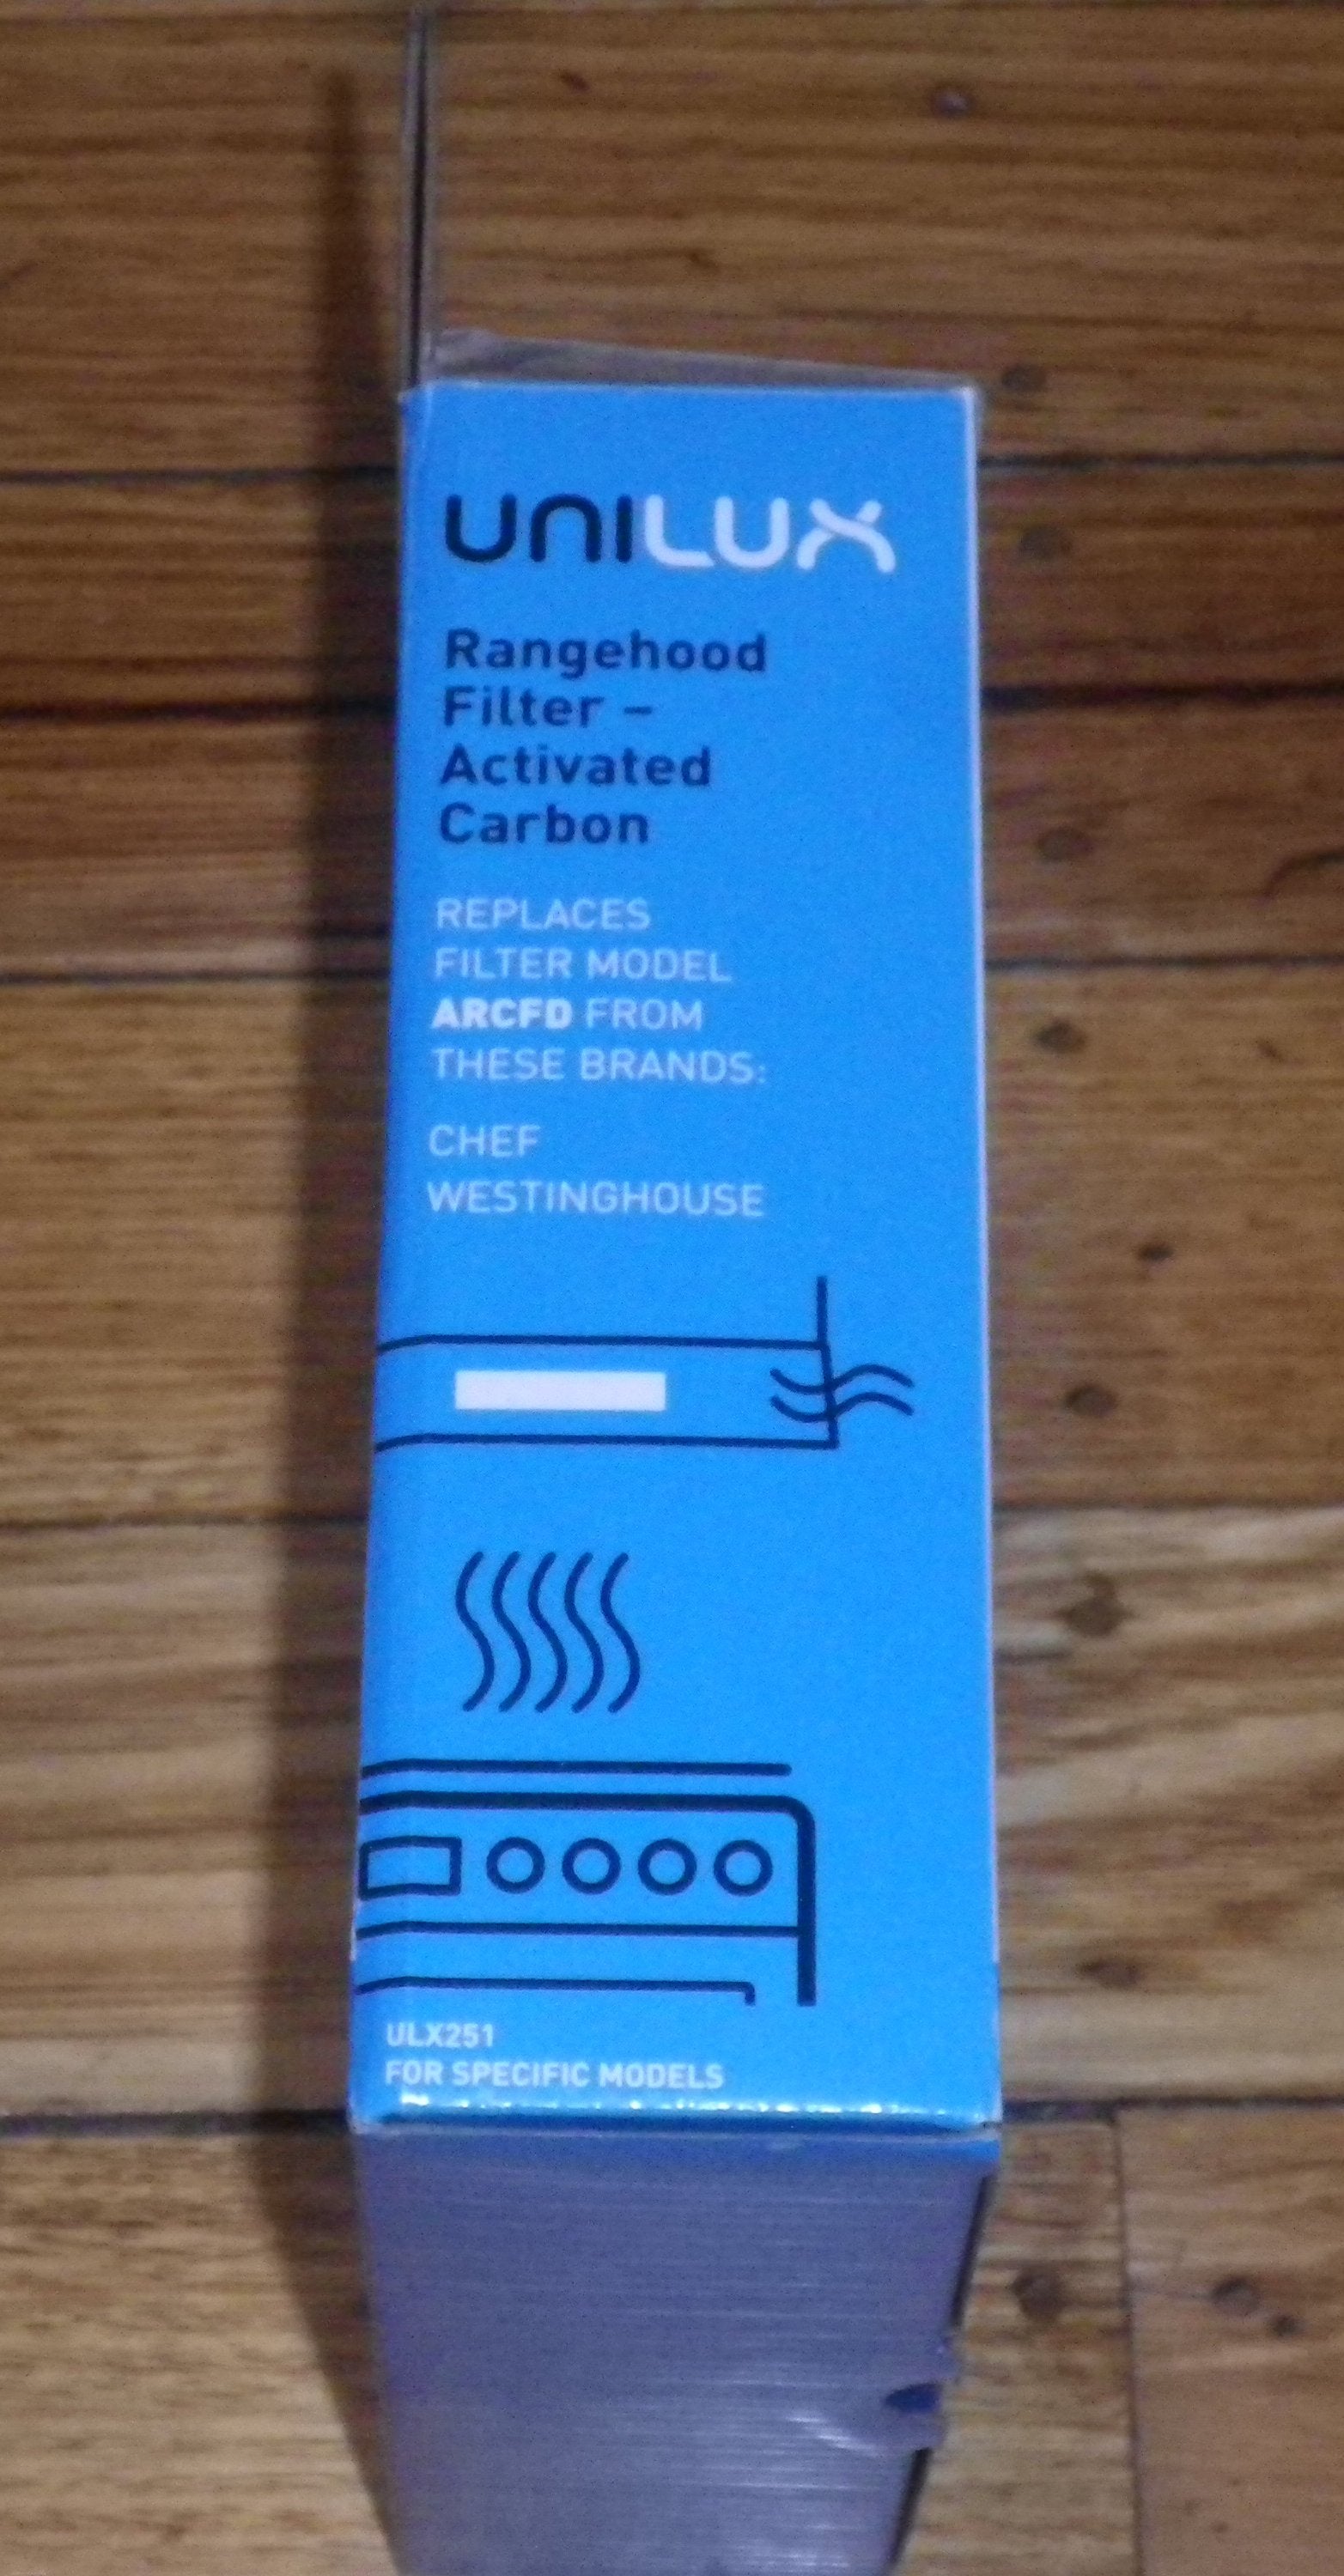 UNILUX
Rangehood
Filter –
Activated
Carbon
REPLACES
FILTER MODEL
ARCFD FROM
THESE BRANDS:
CHEF
WESTINGHOUSE
ULX251
FOR SPECIFIC MODELS